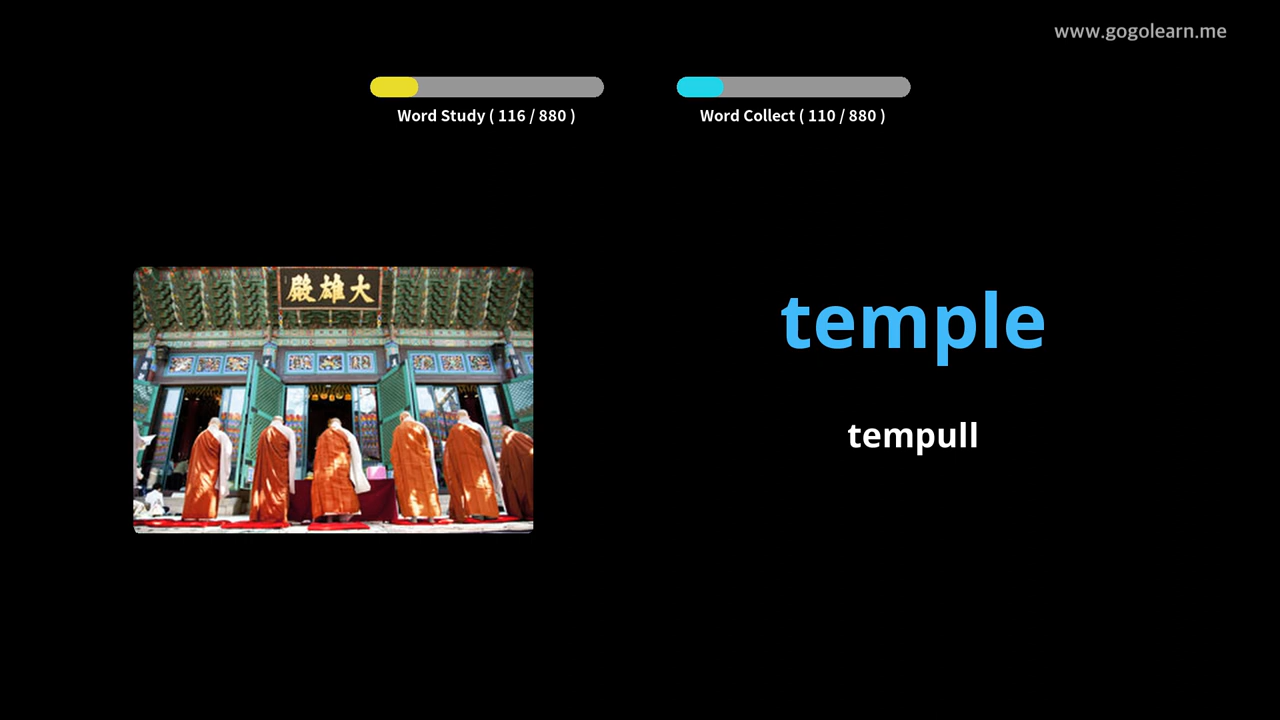 www.gogolearn.me
Word Study ( 116 / 880 )
Word Collect ( 110 / 880 )
殿雄大
temple
tempull